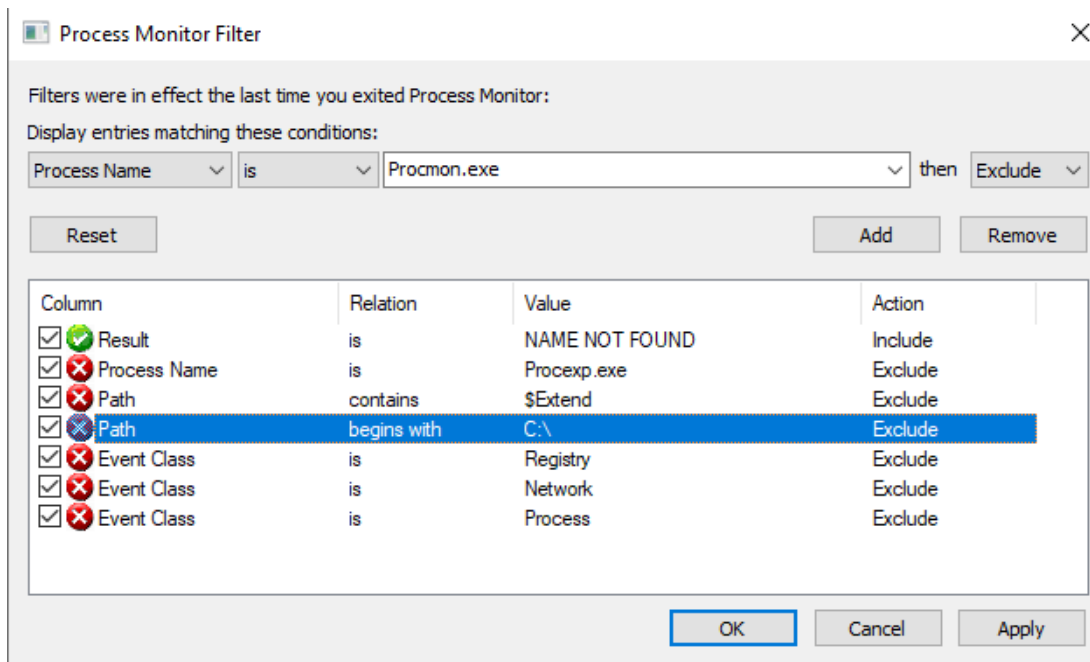 Process Monitor Filter
Filters were in effect the last time you exited Process Monitor:
Display entries matching these conditions:
Process Name is Procmon.exe then Exclude
Reset Add Remove
Column Relation Value Action
Result is NAME NOT FOUND Include
Process Name is Procexp.exe Exclude
Path contains $Extend Exclude
Path begins with C:\ Exclude
Event Class is Registry Exclude
Event Class is Network Exclude
Event Class is Process Exclude
OK Cancel Apply